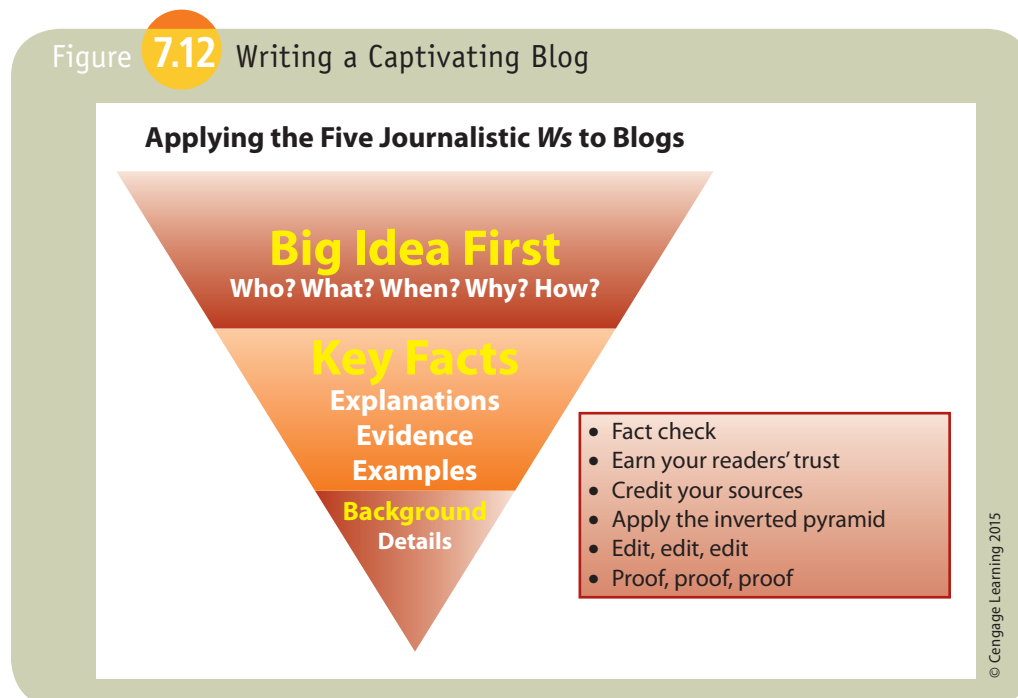 Figure 7.12 Writing a Captivating Blog
Applying the Five Journalistic Ws to Blogs
Big Idea First
Who? What? When? Why? How?
Key Facts
Explanations
Evidence
Examples
Background
Details
• Fact check
• Earn your readers’ trust
• Credit your sources
• Apply the inverted pyramid
• Edit, edit, edit
• Proof, proof, proof
© Cengage Learning 2015